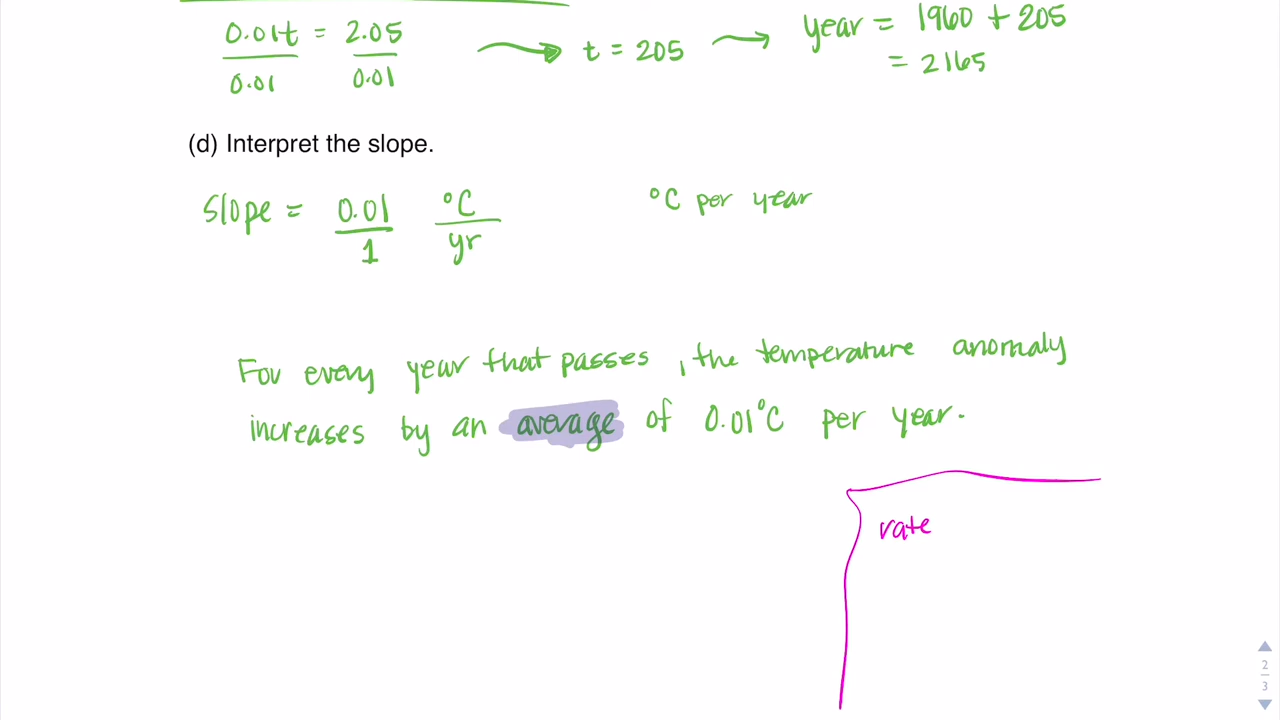 0.01t = 2.05
0.01 0.01
t = 205
year = 1960 + 205
= 2165
(d) Interpret the slope.
Slope = 0.01 °C
1 yr
°C per year
For every year that passes, the temperature anomaly
increases by an average of 0.01°C per year.
rate
2
3